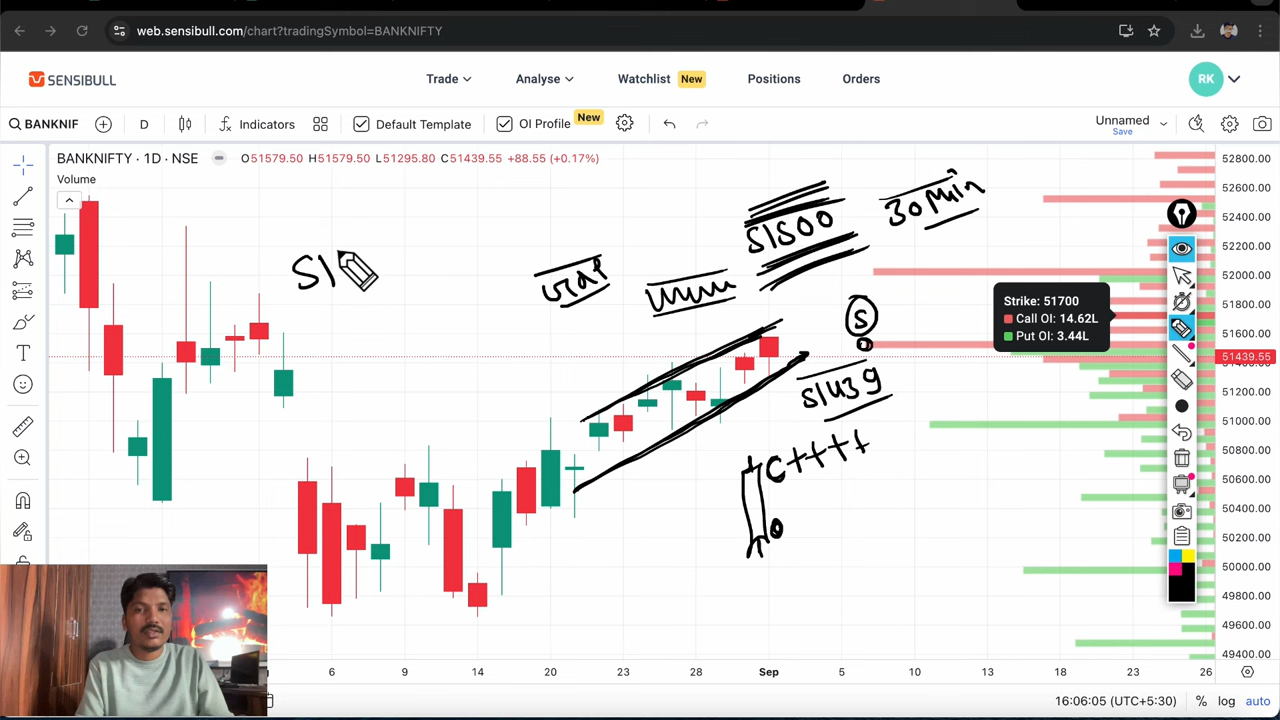 web.sensibull.com/chart?tradingSymbol=BANKNIFTY
SENSIBULL
Trade
Analyse
Watchlist New
Positions
Orders
RK
BANKNIF
D
Indicators
Default Template
OI Profile New
Unnamed
Save
BANKNIFTY · 1D · NSE
O51579.50 H51579.50 L51295.80 C51439.55 +88.55 (+0.17%)
Volume
52800.00
52600.00
52400.00
52200.00
52000.00
51800.00
51600.00
51439.55
51200.00
51000.00
50800.00
50600.00
50400.00
50200.00
50000.00
49800.00
49600.00
49400.00
Strike: 51700
Call OI: 14.62L
Put OI: 3.44L
51500
30 Min
51
S
51439
C++++
6
9
14
20
23
28
Sep
5
10
13
18
23
26
16:06:05 (UTC+5:30)
%
log
auto